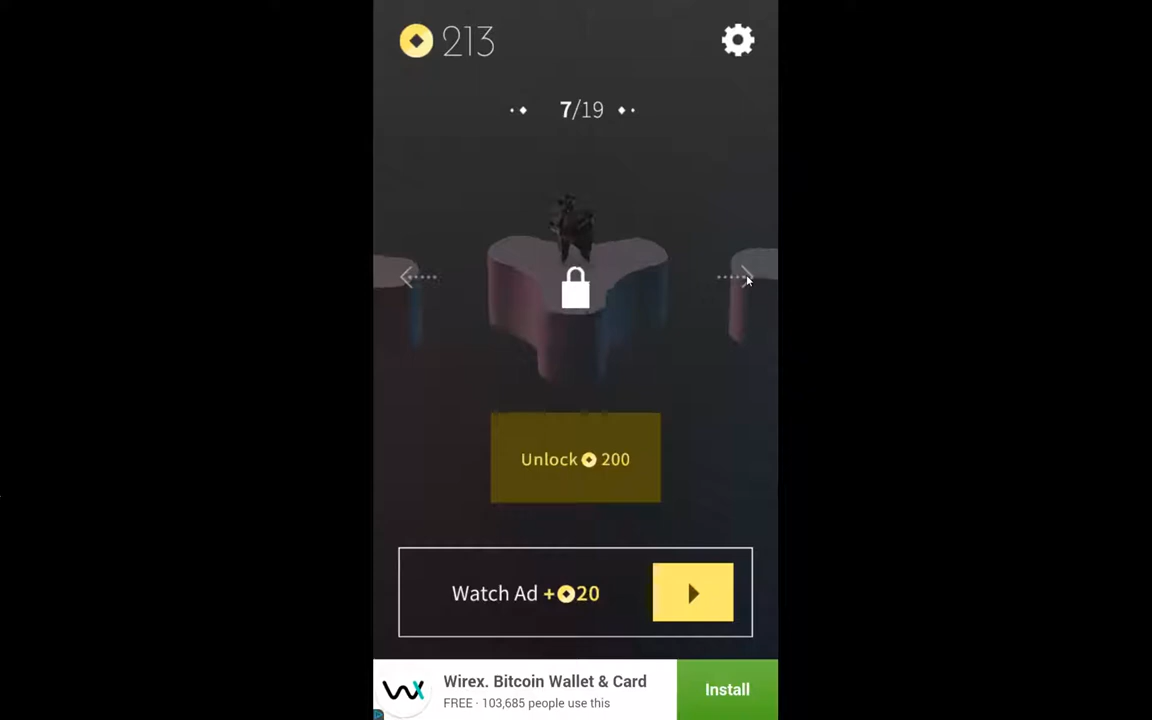 213
7/19
Unlock 200
Watch Ad +20
Wirex. Bitcoin Wallet & Card
FREE · 103,685 people use this
Install